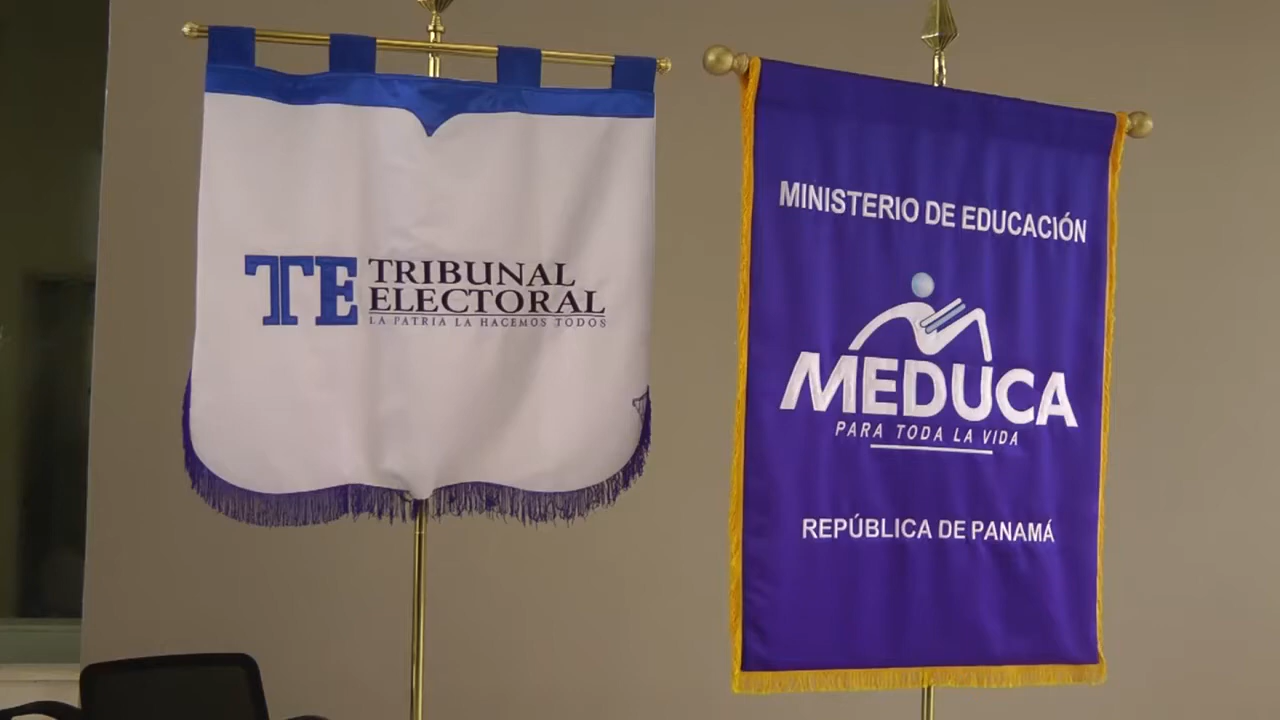 TE
TRIBUNAL
ELECTORAL
LA PATRIA LA HACEMOS TODOS
MINISTERIO DE EDUCACIÓN
MEDUCA
PARA TODA LA VIDA
REPÚBLICA DE PANAMÁ